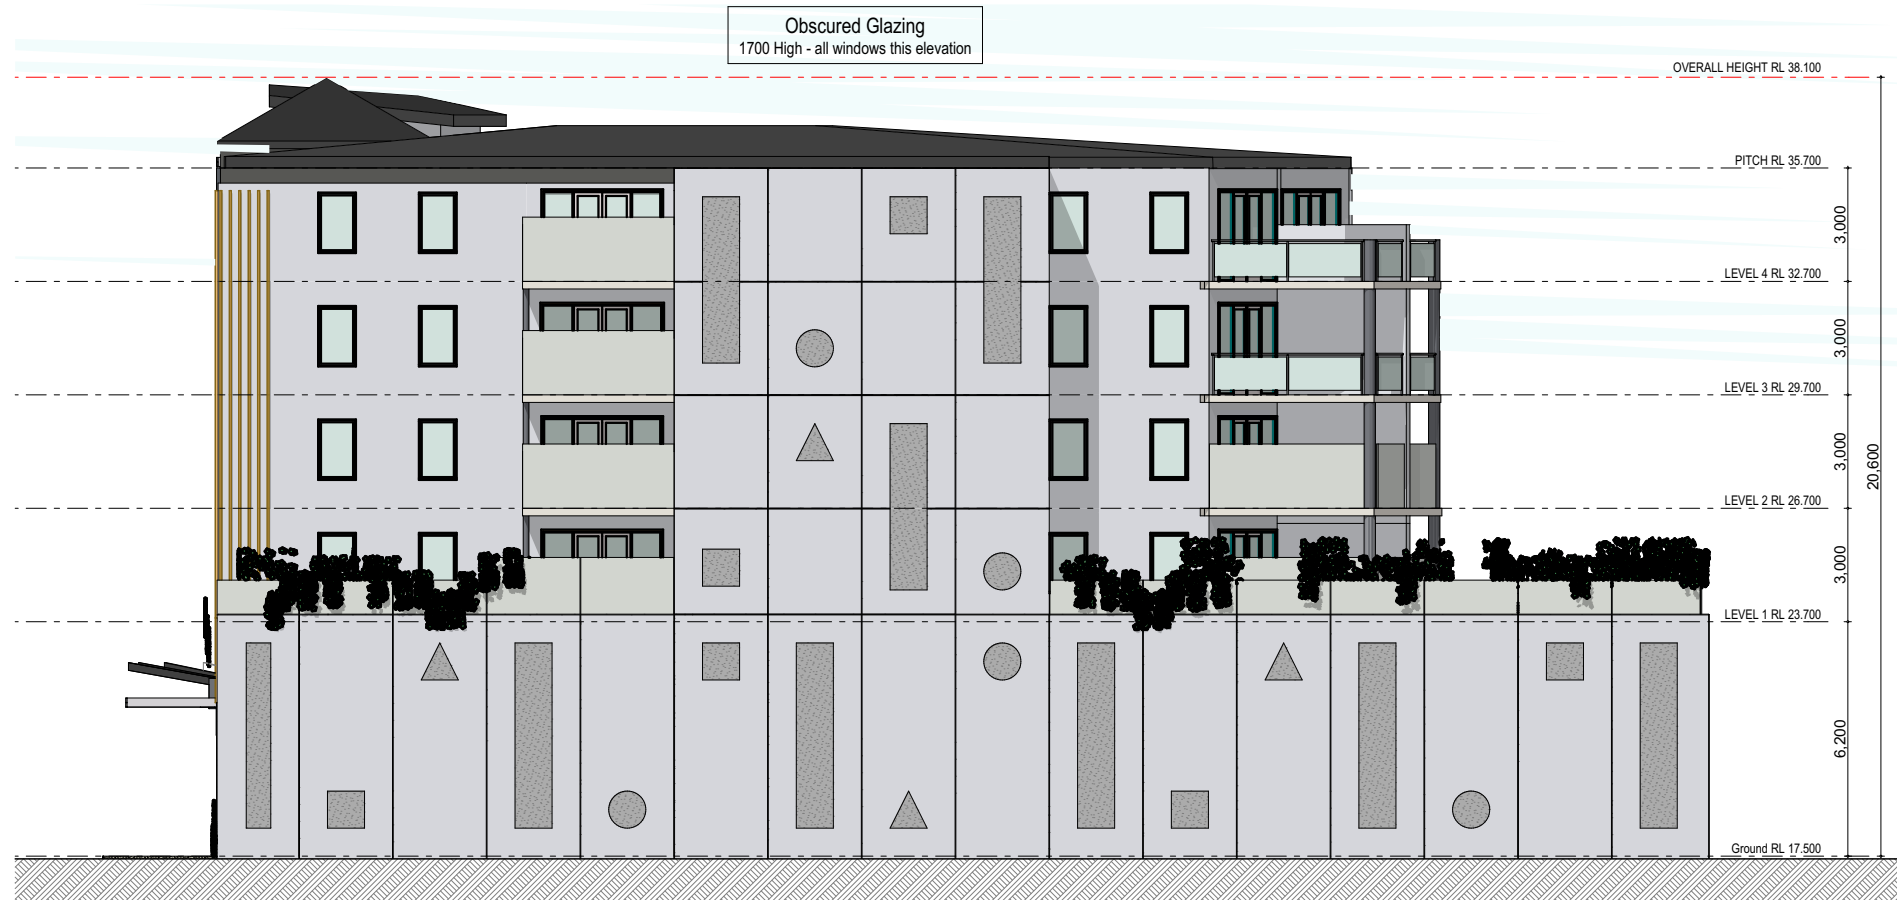 Obscured Glazing
1700 High - all windows this elevation
OVERALL HEIGHT RL 38.100
PITCH RL 35.700
3,000
LEVEL 4 RL 32.700
3,000
LEVEL 3 RL 29.700
3,000
20,600
LEVEL 2 RL 26.700
3,000
LEVEL 1 RL 23.700
6,200
Ground RL 17.500